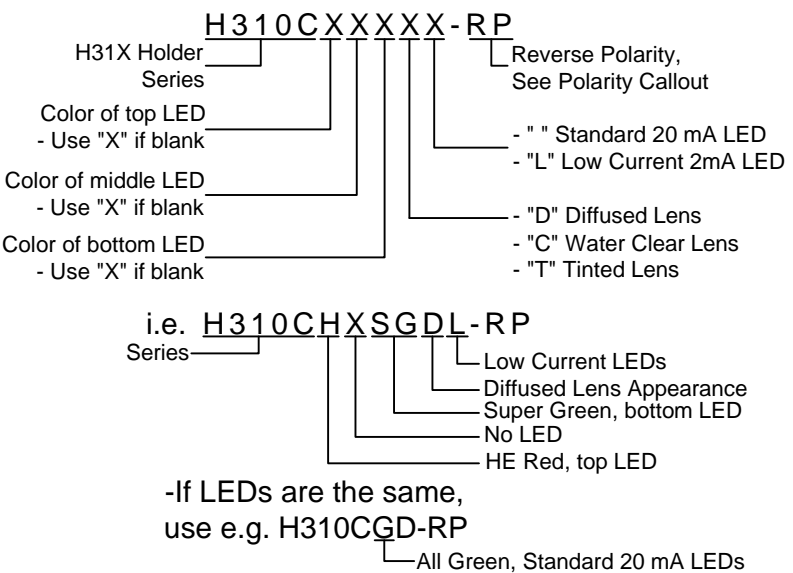 H310CXXXXX-RP
H31X Holder
Series
Reverse Polarity,
See Polarity Callout
Color of top LED
- Use "X" if blank
- " " Standard 20 mA LED
- "L" Low Current 2mA LED
Color of middle LED
- Use "X" if blank
- "D" Diffused Lens
- "C" Water Clear Lens
- "T" Tinted Lens
Color of bottom LED
- Use "X" if blank
i.e. H310CHXSGDL-RP
Series
Low Current LEDs
Diffused Lens Appearance
Super Green, bottom LED
No LED
HE Red, top LED
-If LEDs are the same,
use e.g. H310CGD-RP
All Green, Standard 20 mA LEDs